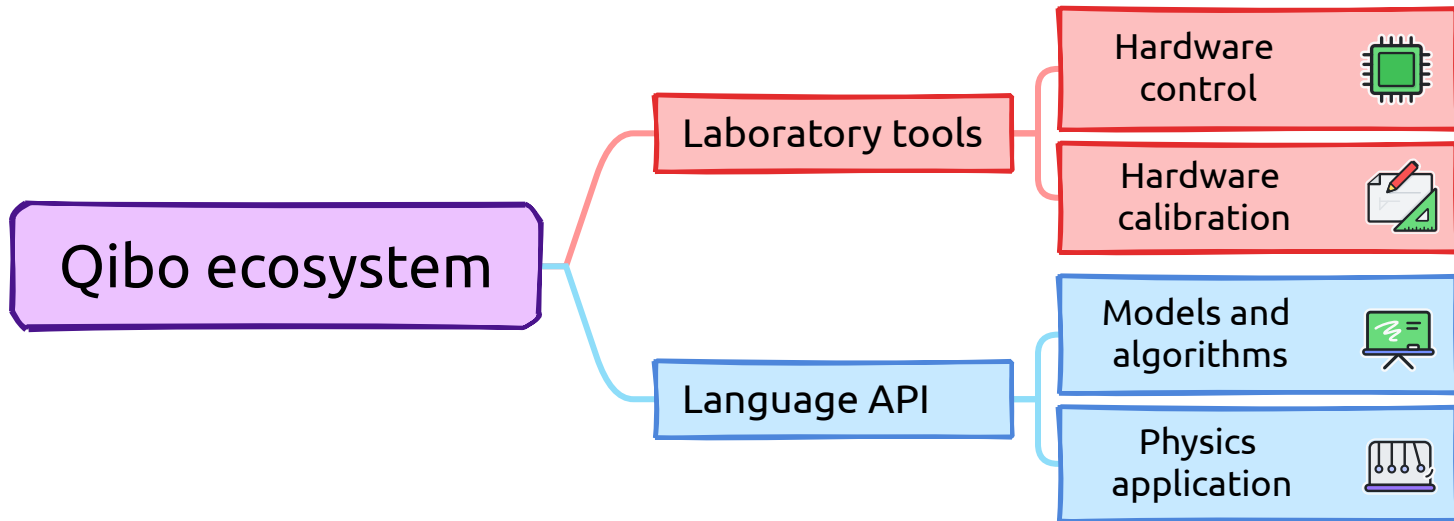 Qibo ecosystem
Laboratory tools
Hardware
control
Hardware
calibration
Language API
Models and
algorithms
Physics
application